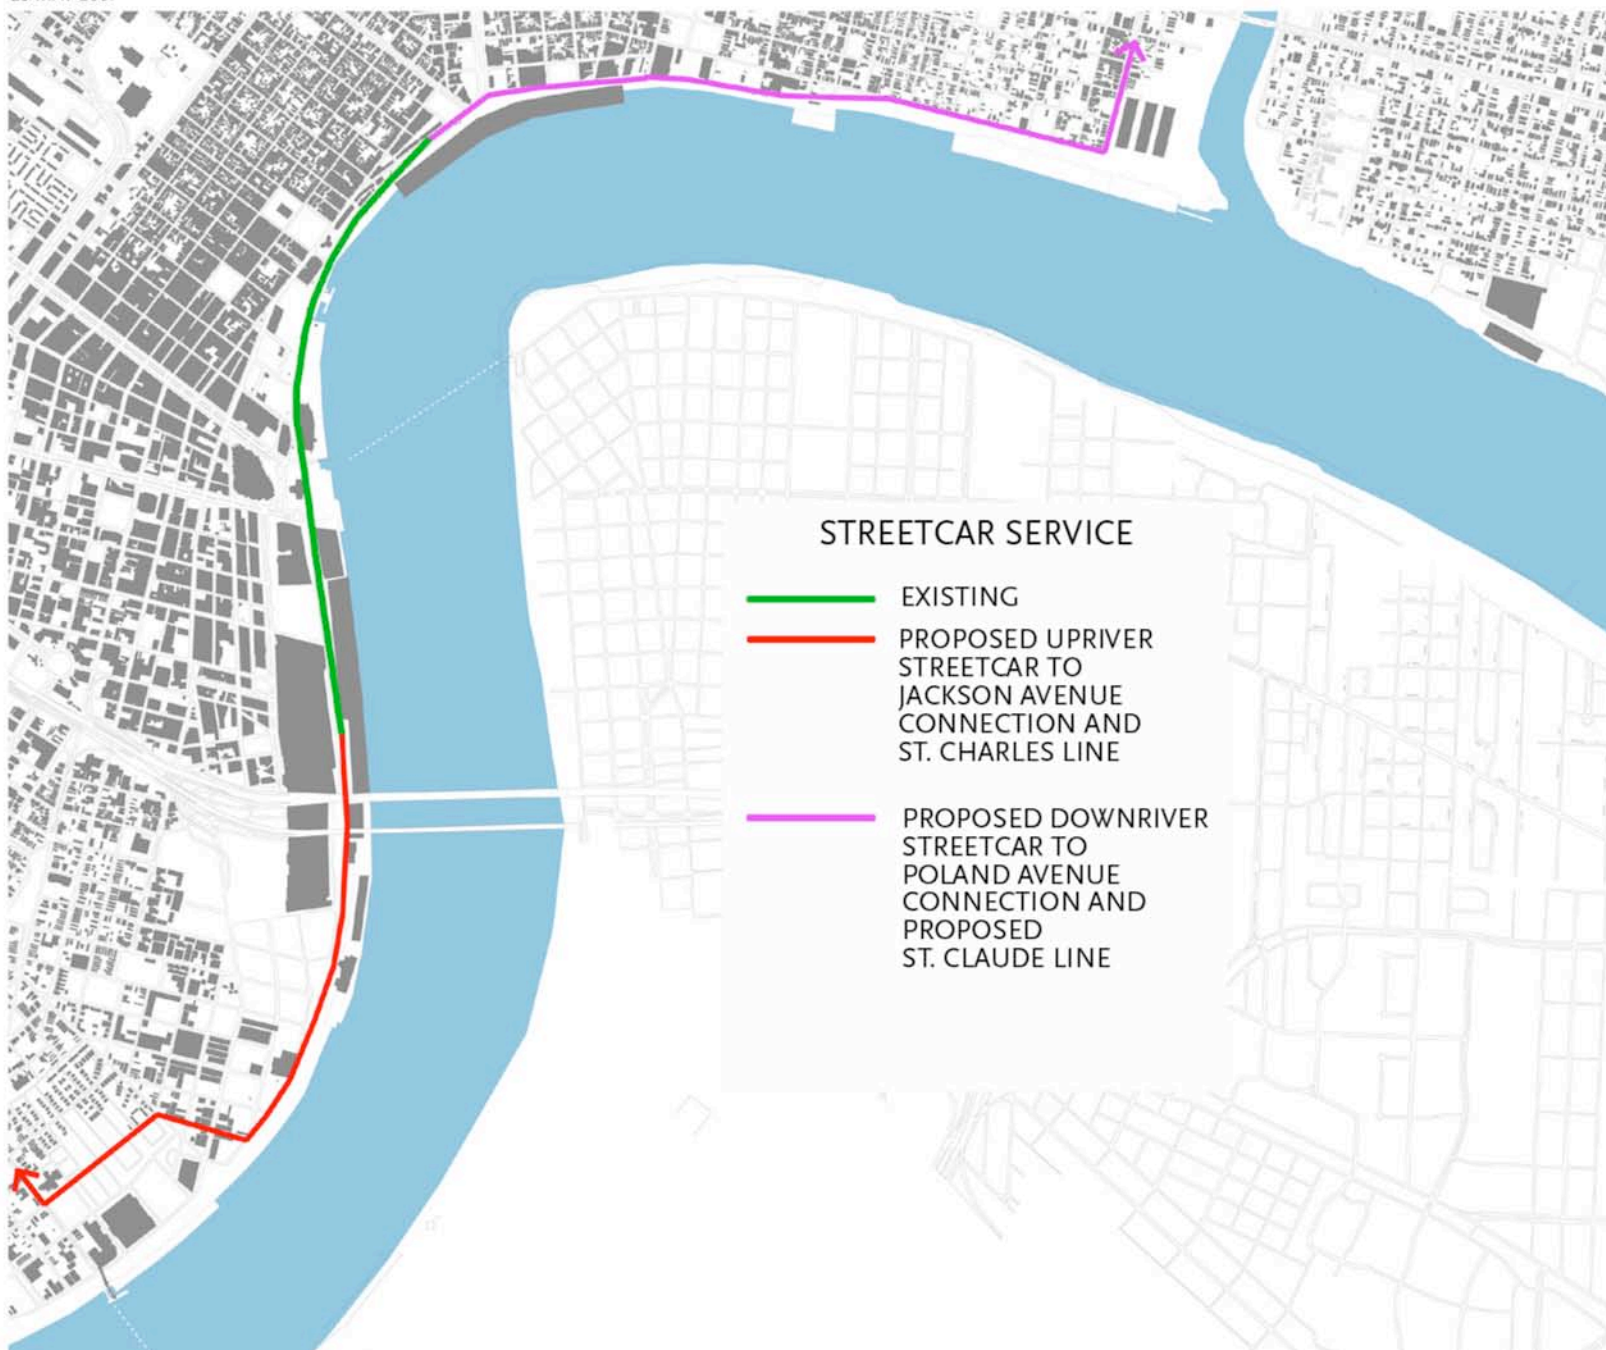 STREETCAR SERVICE
EXISTING
PROPOSED UPRIVER
STREETCAR TO
JACKSON AVENUE
CONNECTION AND
ST. CHARLES LINE
PROPOSED DOWNRIVER
STREETCAR TO
POLAND AVENUE
CONNECTION AND
PROPOSED
ST. CLAUDE LINE